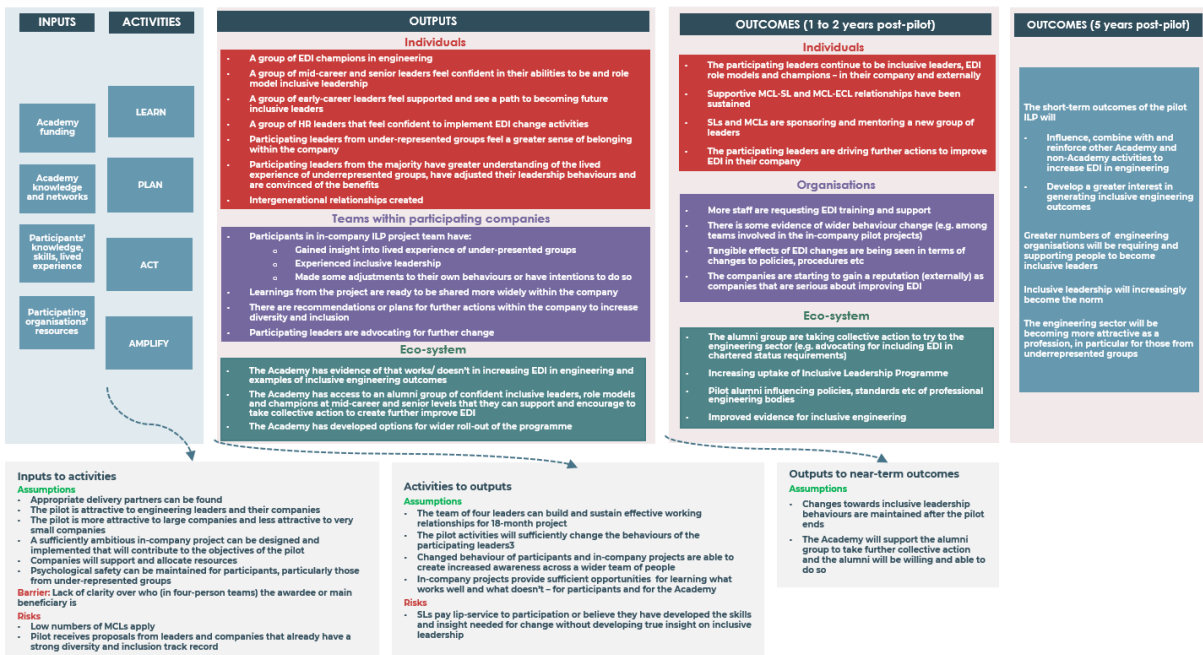 INPUTS
ACTIVITIES
Academy
funding
Academy
knowledge
and networks
Participants'
knowledge,
skills, lived
experience
Participating
organisations'
resources
LEARN
PLAN
ACT
AMPLIFY
OUTPUTS
Individuals
- A group of EDI champions in engineering
- A group of mid-career and senior leaders feel confident in their abilities to be and role
model inclusive leadership
- A group of early-career leaders feel supported and see a path to becoming future
inclusive leaders
- A group of HR leaders that feel confident to implement EDI change activities
- Participating leaders from under-represented groups feel a greater sense of belonging
within the company
- Participating leaders from the majority have greater understanding of the lived
experience of underrepresented groups, have adjusted their leadership behaviours and
are convinced of the benefits
- Intergenerational relationships created
Teams within participating companies
- Participants in in-company ILP project team have:
o Gained insight into lived experience of under-presented groups
o Experienced inclusive leadership
o Made some adjustments to their own behaviours or have intentions to do so
- Learnings from the project are ready to be shared more widely within the company
- There are recommendations or plans for further actions within the company to increase
diversity and inclusion
- Participating leaders are advocating for further change
Eco-system
- The Academy has evidence of that works/ doesn't in increasing EDI in engineering and
examples of inclusive engineering outcomes
- The Academy has access to an alumni group of confident inclusive leaders, role models
and champions at mid-career and senior levels that they can support and encourage to
take collective action to create further improve EDI
- The Academy has developed options for wider roll-out of the programme
OUTCOMES (1 to 2 years post-pilot)
Individuals
- The participating leaders continue to be inclusive leaders, EDI
role models and champions – in their company and externally
- Supportive MCL-SL and MCL-ECL relationships have been
sustained
- SLs and MCLs are sponsoring and mentoring a new group of
leaders
- The participating leaders are driving further actions to improve
EDI in their company
Organisations
- More staff are requesting EDI training and support
- There is some evidence of wider behaviour change (e.g. among
teams involved in the in-company pilot projects)
- Tangible effects of EDI changes are being seen in terms of
changes to policies, procedures etc
- The companies are starting to gain a reputation (externally) as
companies that are serious about improving EDI
Eco-system
- The alumni group are taking collective action to try to the
engineering sector (e.g. advocating for including EDI in
chartered status requirements)
- Increasing uptake of Inclusive Leadership Programme
- Pilot alumni influencing policies, standards etc of professional
engineering bodies
- Improved evidence for inclusive engineering
OUTCOMES (5 years post-pilot)
The short-term outcomes of the pilot
ILP will
- Influence, combine with and
reinforce other Academy and
non-Academy activities to
increase EDI in engineering
- Develop a greater interest in
generating inclusive engineering
outcomes
Greater numbers of engineering
organisations will be requiring and
supporting people to become
inclusive leaders
Inclusive leadership will increasingly
become the norm
The engineering sector will be
becoming more attractive as
profession, in particular for those from
underrepresented groups
Inputs to activities
Assumptions
- Appropriate delivery partners can be found
- The pilot is attractive to engineering leaders and their companies
- The pilot is more attractive to large companies and less attractive to very
small companies
- A sufficiently ambitious in-company project can be designed and
implemented that will contribute to the objectives of the pilot
- Companies will support and allocate resources
- Psychological safety can be maintained for participants, particularly those
from under-represented groups
Barrier: Lack of clarity over who (in four-person teams) the awardee or main
beneficiary is
Risks
- Low numbers of MCLs apply
- Pilot receives proposals from leaders and companies that already have a
strong diversity and inclusion track record
Activities to outputs
Assumptions
- The team of four leaders can build and sustain effective working
relationships for 18-month project
- The pilot activities will sufficiently change the behaviours of the
participating leaders3
- Changed behaviour of participants and in-company projects are able to
create increased awareness across a wider team of people
- In-company projects provide sufficient opportunities for learning what
works well and what doesn't – for participants and for the Academy
Risks
- SLs pay lip-service to participation or believe they have developed the skills
and insight needed for change without developing true insight on inclusive
leadership
Outputs to near-term outcomes
Assumptions
- Changes towards inclusive leadership
behaviours are maintained after the pilot
ends
- The Academy will support the alumni
group to take further collective action
and the alumni will be willing and able to
do so